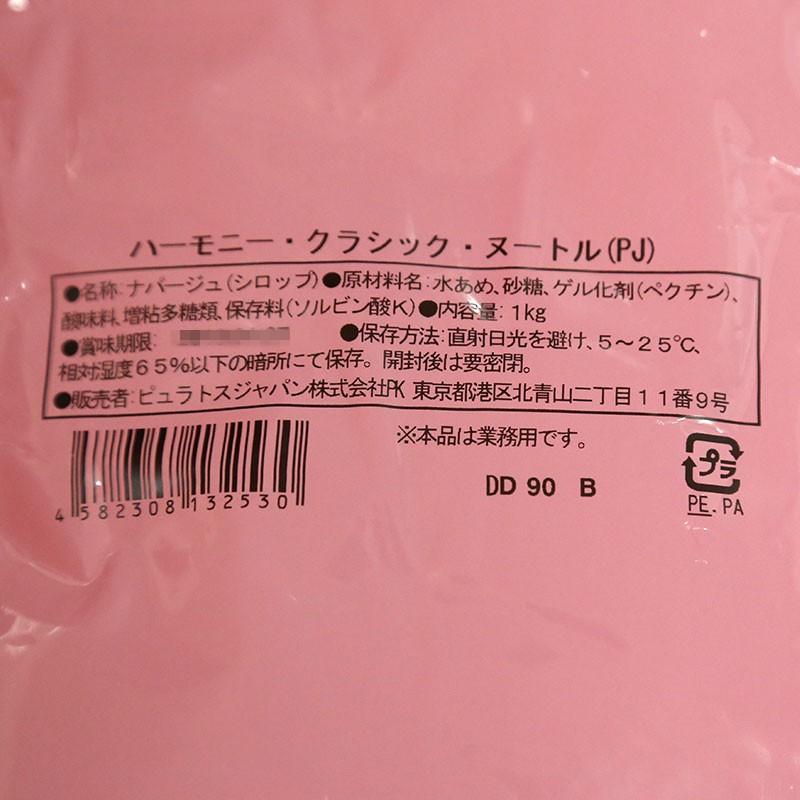 ハーモニー・クラシック・ヌートル(PJ)
●名称:ナパージュ(シロップ)●原材料名:水あめ、砂糖、ゲル化剤(ペクチン)、
酸味料、増粘多糖類、保存料(ソルビン酸K)●内容量:1kg
●賞味期限: ●保存方法:直射日光を避け、5～25℃、
相対湿度65%以下の暗所にて保存。開封後は要密閉。
●販売者:ピュラトスジャパン株式会社PK 東京都港区北青山二丁目11番9号
※本品は業務用です。
DD 90 B
プラ
PE、PA
4 582308 132530